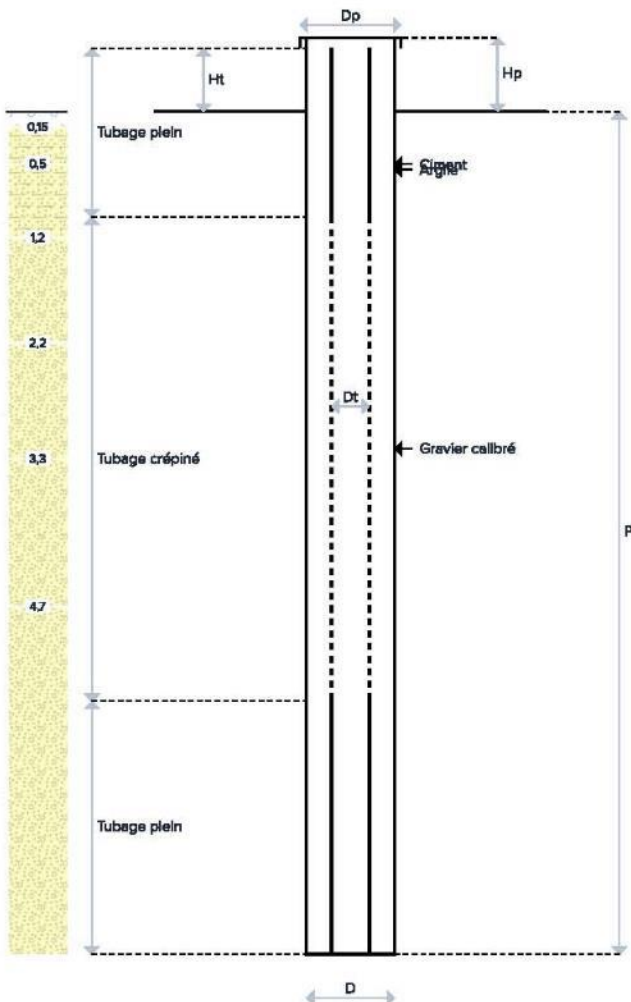 Dp
Ht
Hp
0,15
Tubage plein
0,5
Ciment
Argile
1,2
2,2
Dt
3,3
Tubage crépiné
Gravier calibré
P
4,7
Tubage plein
D